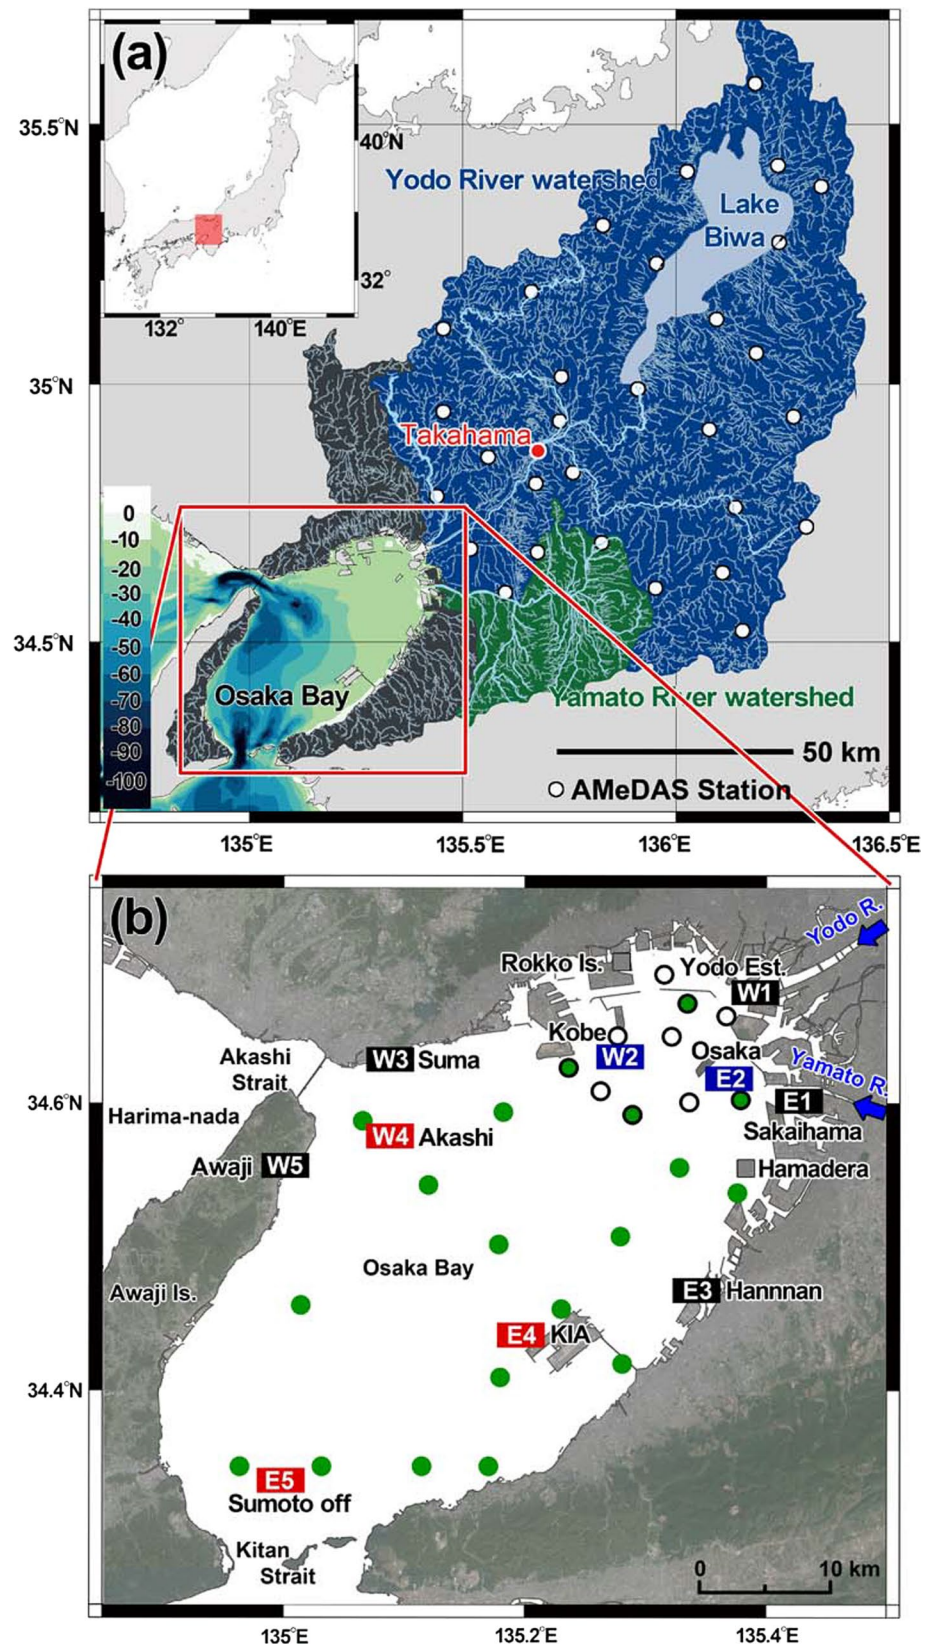 (a)
40°N
32°
132°
140°E
35.5°N
35°N
34.5°N
Yodo River watershed
Lake
Biwa
Takahama
0
-10
-20
-30
-40
-50
-60
-70
-80
-90
-100
Osaka Bay
Yamato River watershed
50 km
AMeDAS Station
135°E
135.5°E
136°E
136.5°E
(b)
Yodo R.
Rokko Is.
Yodo Est.
W1
Kobe
W2
Osaka
E2
Yamato R.
Akashi
Strait
W3 Suma
34.6°N
Harima-nada
W4 Akashi
E1
Sakaihama
Awaji W5
Hamadera
Osaka Bay
Awaji Is.
E3 Hannnan
E4 KIA
34.4°N
E5
Sumoto off
Kitan
Strait
0 10 km
135°E
135.2°E
135.4°E